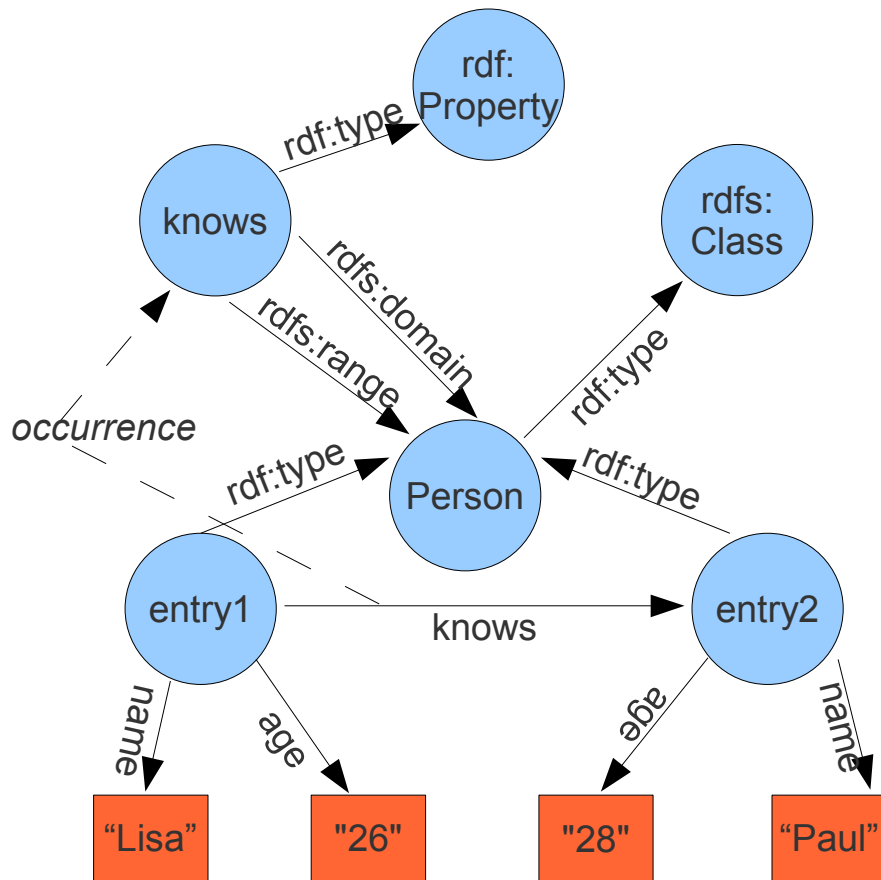 rdf:
Property
rdf:type
knows
rdfs:
Class
rdfs:domain
rdfs:range
rdf:type
occurrence
rdf:type
Person
rdf:type
entry1
knows
entry2
name
age
age
name
“Lisa”
"26"
"28"
“Paul”